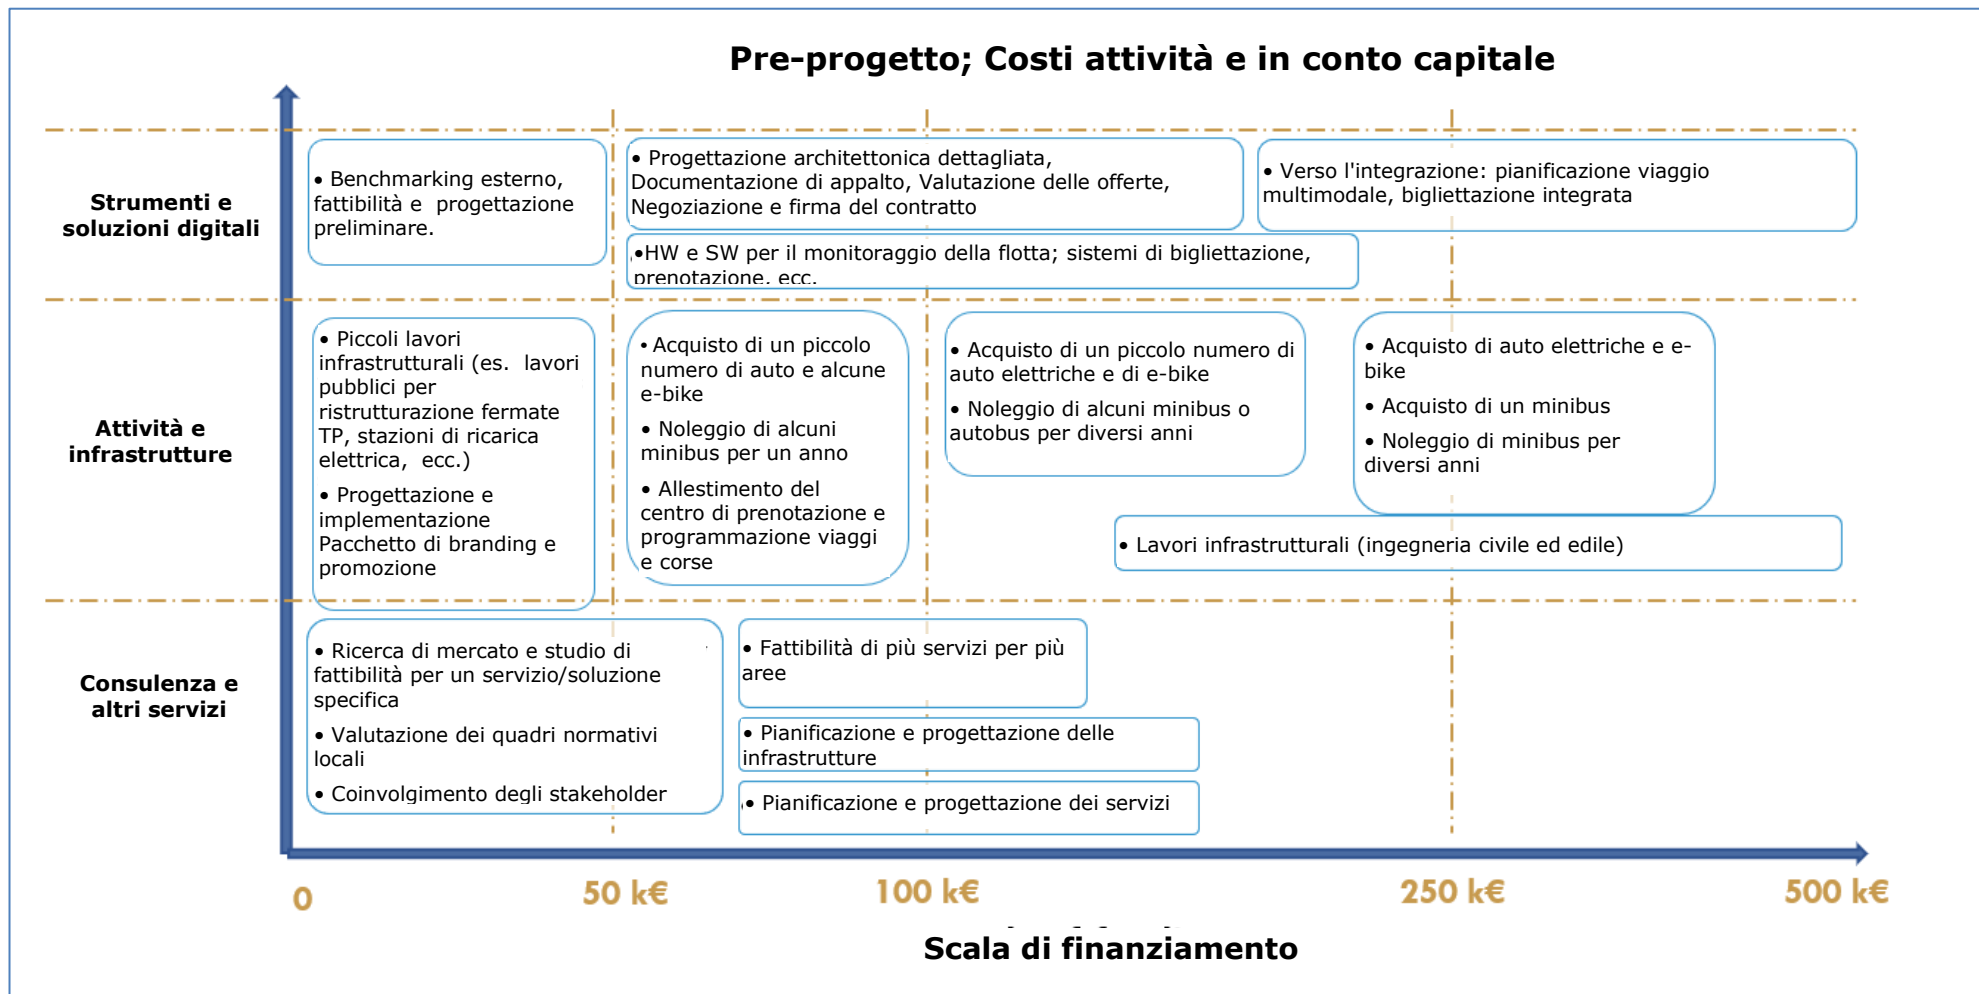 Pre-progetto; Costi attività e in conto capitale
Strumenti e
soluzioni digitali
• Benchmarking esterno,
fattibilità e progettazione
preliminare.
• Progettazione architettonica dettagliata,
Documentazione di appalto, Valutazione delle offerte,
Negoziazione e firma del contratto
• Verso l'integrazione: pianificazione viaggio
multimodale, bigliettazione integrata
•HW e SW per il monitoraggio della flotta; sistemi di bigliettazione,
prenotazione, ecc.
Attività e
infrastrutture
• Piccoli lavori
infrastrutturali (es. lavori
pubblici per
ristrutturazione fermate
TP, stazioni di ricarica
elettrica, ecc.)
• Progettazione e
implementazione
Pacchetto di branding e
promozione
• Acquisto di un piccolo
numero di auto e alcune
e-bike
• Noleggio di alcuni
minibus per un anno
• Allestimento del
centro di prenotazione e
programmazione viaggi
e corse
• Acquisto di un piccolo numero di
auto elettriche e di e-bike
• Noleggio di alcuni minibus o
autobus per diversi anni
• Acquisto di auto elettriche e e-
bike
• Acquisto di un minibus
• Noleggio di minibus per
diversi anni
• Lavori infrastrutturali (ingegneria civile ed edile)
Consulenza e
altri servizi
• Ricerca di mercato e studio di
fattibilità per un servizio/soluzione
specifica
• Valutazione dei quadri normativi
locali
• Coinvolgimento degli stakeholder
• Fattibilità di più servizi per più
aree
• Pianificazione e progettazione delle
infrastrutture
• Pianificazione e progettazione dei servizi
0
50 k€
100 k€
250 k€
500 k€
Scala di finanziamento